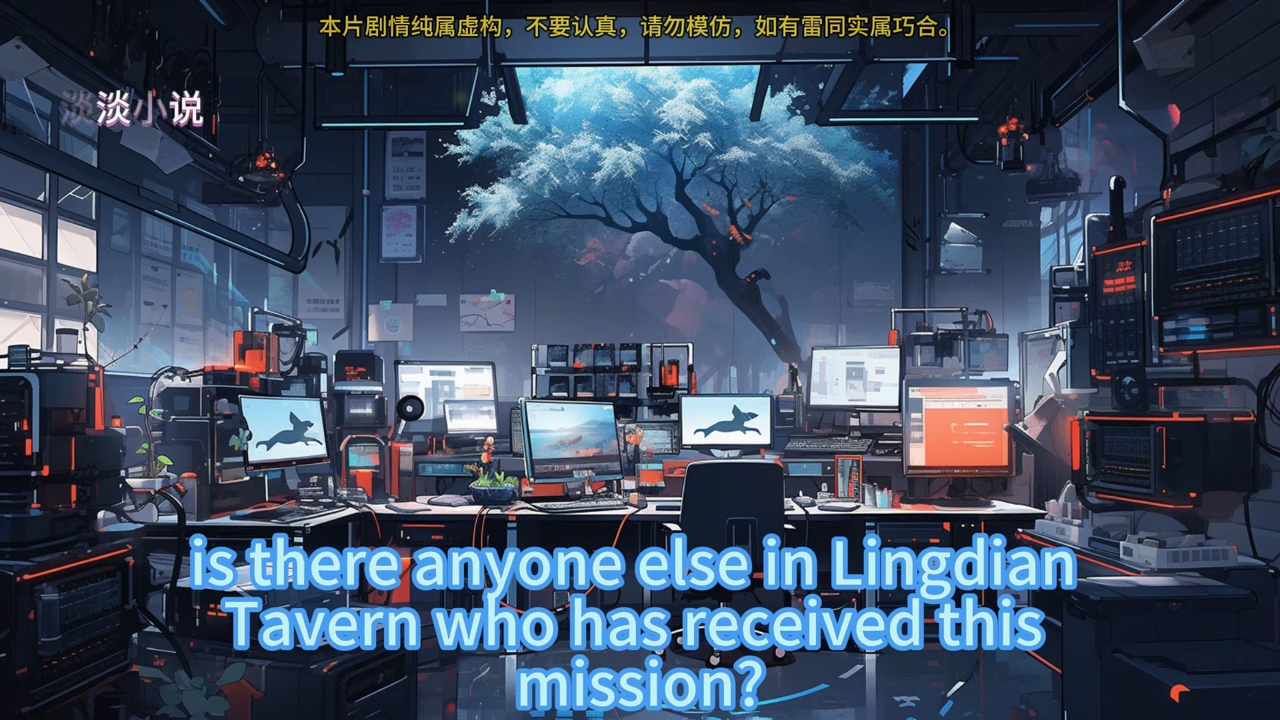 本片剧情纯属虚构，不要认真，请勿模仿，如有雷同实属巧合。
淡淡小说
is there anyone else in Lingdian
Tavern who has received this
mission?